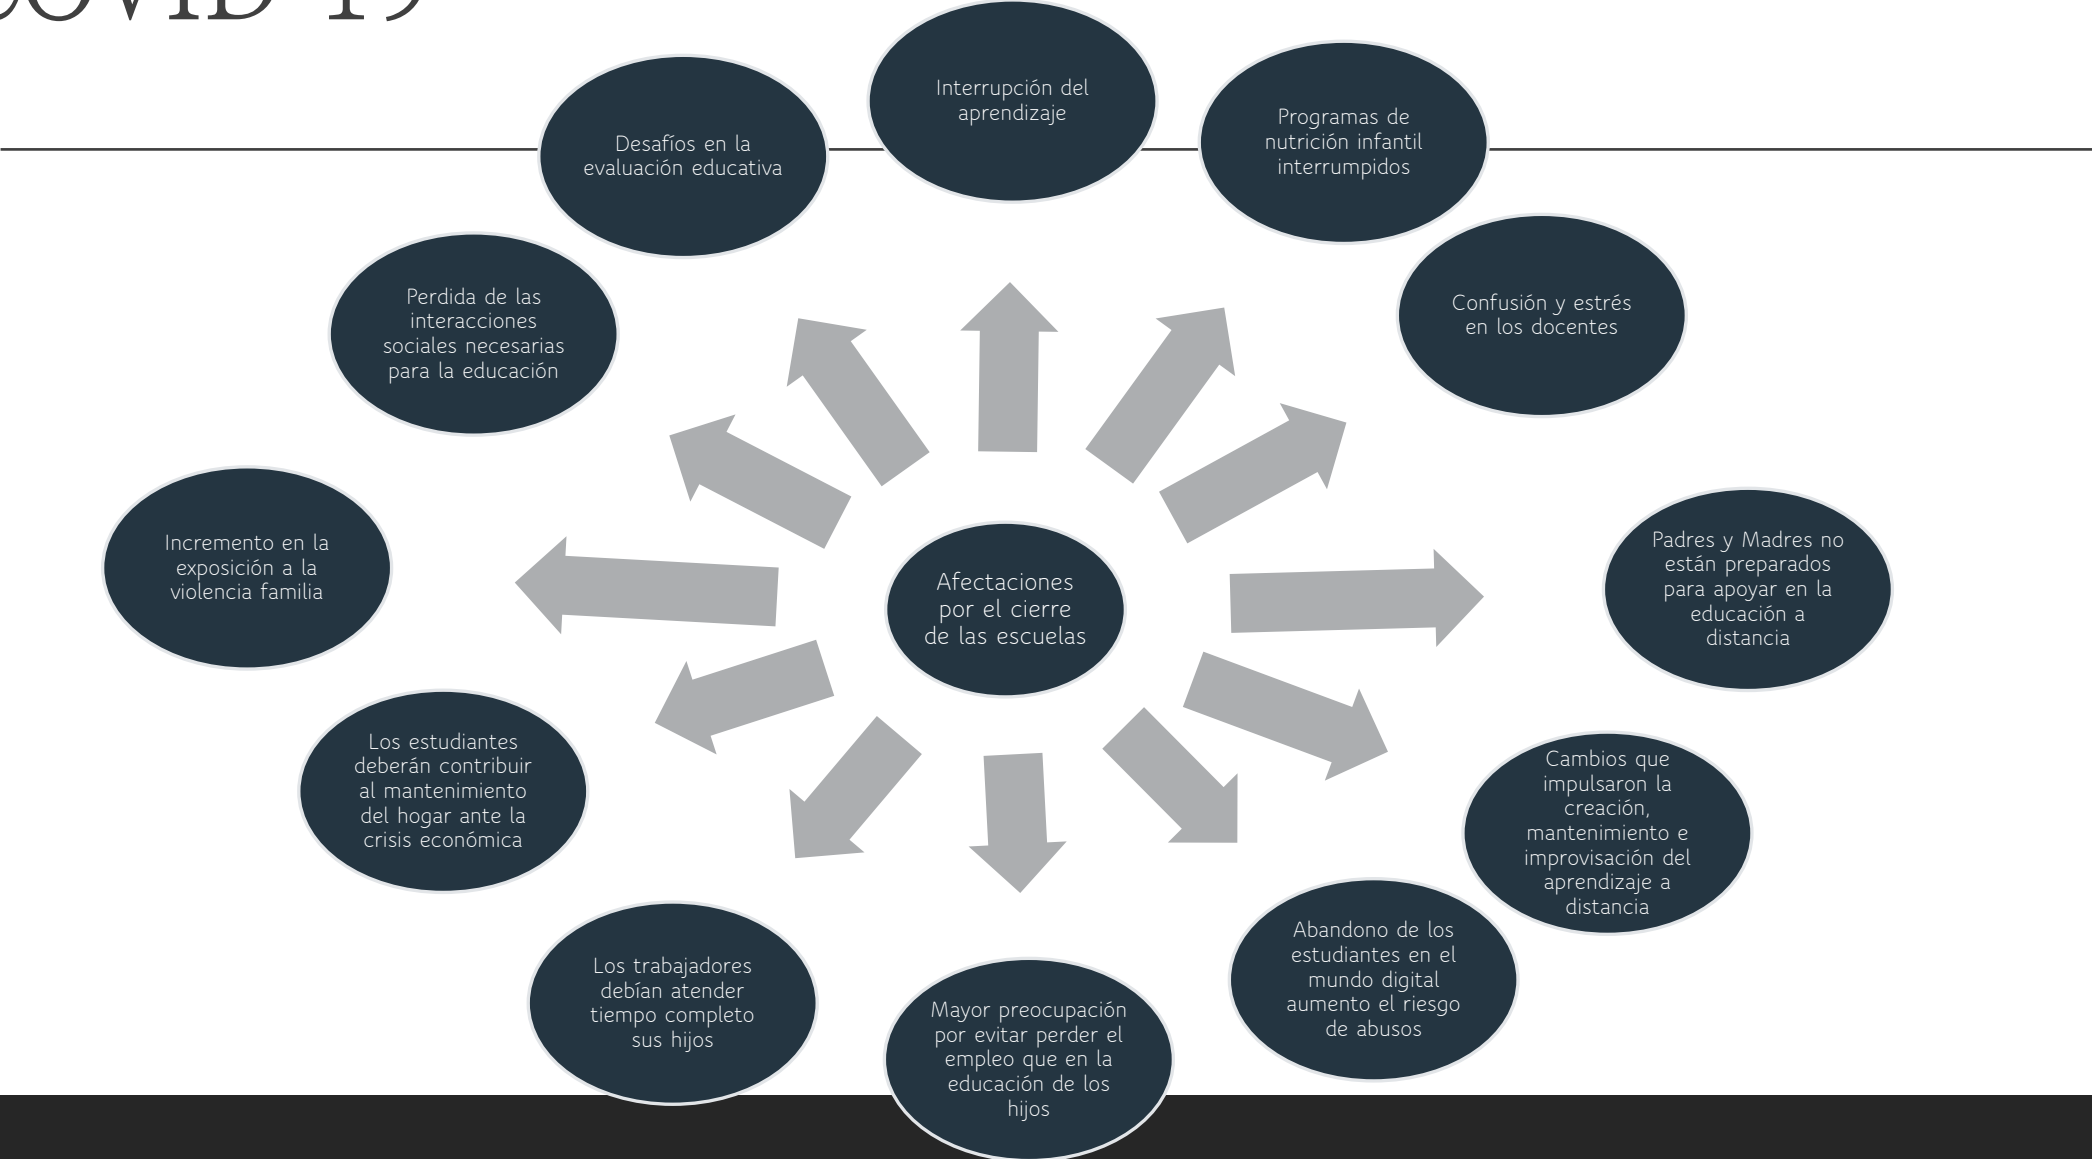 COVID-19
Interrupción del
aprendizaje
Programas de
nutrición infantil
interrumpidos
Confusión y estrés
en los docentes
Padres y Madres no
están preparados
para apoyar en la
educación a
distancia
Cambios que
impulsaron la
creación,
mantenimiento e
improvisación del
aprendizaje a
distancia
Abandono de los
estudiantes en el
mundo digital
aumento el riesgo
de abusos
Mayor preocupación
por evitar perder el
empleo que en la
educación de los
hijos
Los trabajadores
debían atender
tiempo completo
sus hijos
Los estudiantes
deberán contribuir
al mantenimiento
del hogar ante la
crisis económica
Incremento en la
exposición a la
violencia familia
Perdida de las
interacciones
sociales necesarias
para la educación
Desafíos en la
evaluación educativa
Afectaciones
por el cierre
de las escuelas